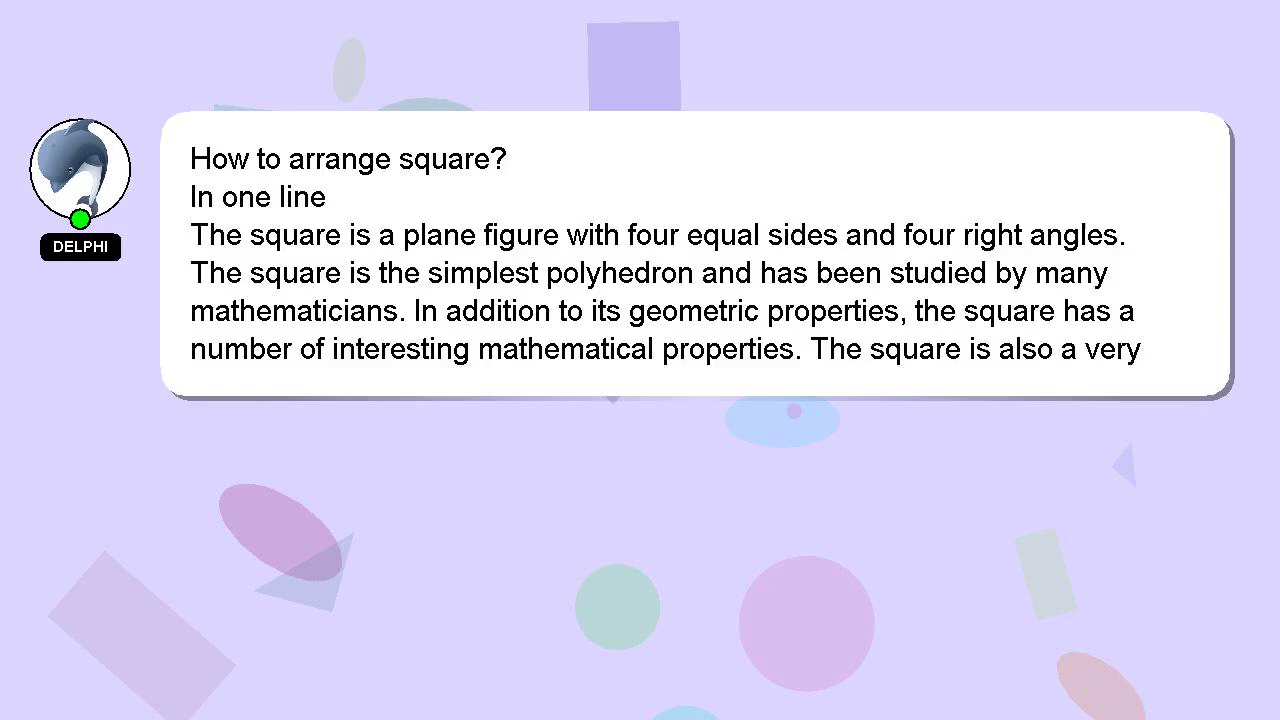 How to arrange square?
In one line
The square is a plane figure with four equal sides and four right angles.
The square is the simplest polyhedron and has been studied by many
mathematicians. In addition to its geometric properties, the square has a
number of interesting mathematical properties. The square is also a very
DELPHI